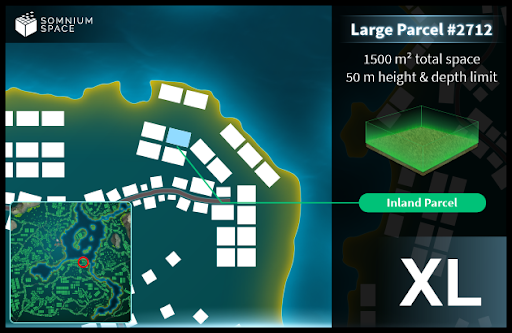 SOMNIUM
SPACE
Large Parcel #2712
1500 m² total space
50 m height & depth limit
Inland Parcel
XL